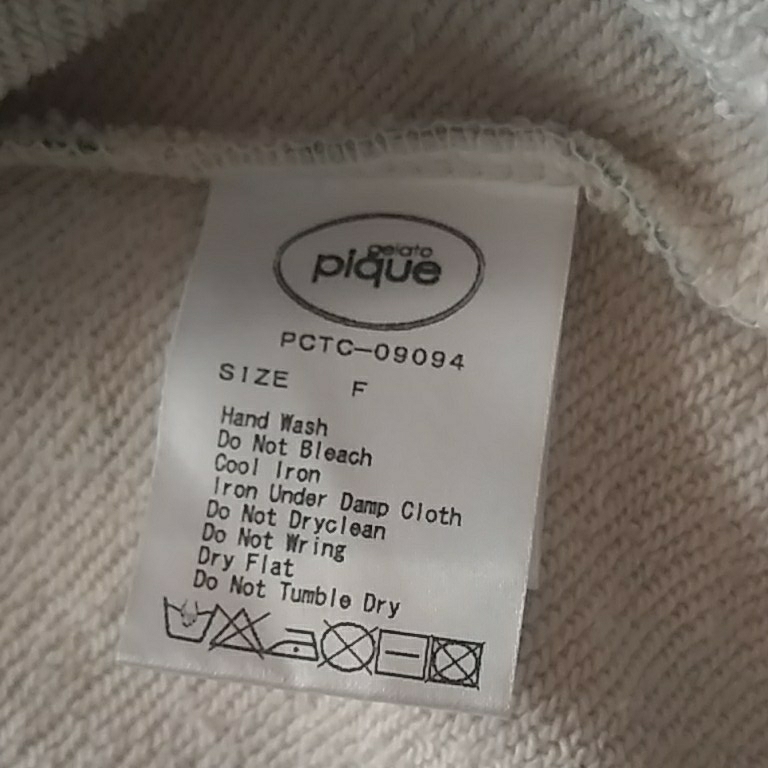 gelato
pique
PCTC-09094
SIZE F
Hand Wash
Do Not Bleach
Cool Iron
Iron Under Damp Cloth
Do Not Dryclean
Do Not Wring
Dry Flat
Do Not Tumble Dry